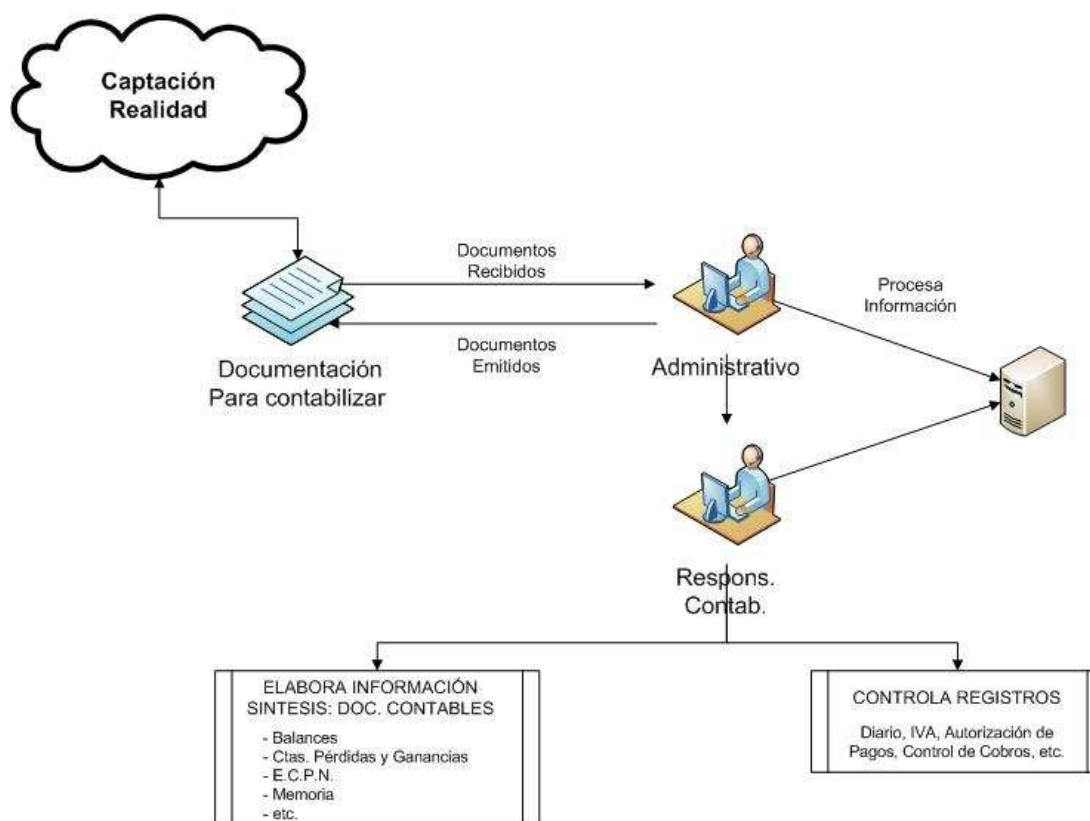 Captación
Realidad
Documentos
Recibidos
Procesa
Información
Documentos
Emitidos
Documentación
Para contabilizar
Administrativo
Respons.
Contab.
ELABORA INFORMACIÓN
SINTESIS: DOC. CONTABLES
- Balances
- Ctas. Pérdidas y Ganancias
- E.C.P.N.
- Memoria
- etc.
CONTROLA REGISTROS
Diario, IVA, Autorización de
Pagos, Control de Cobros, etc.